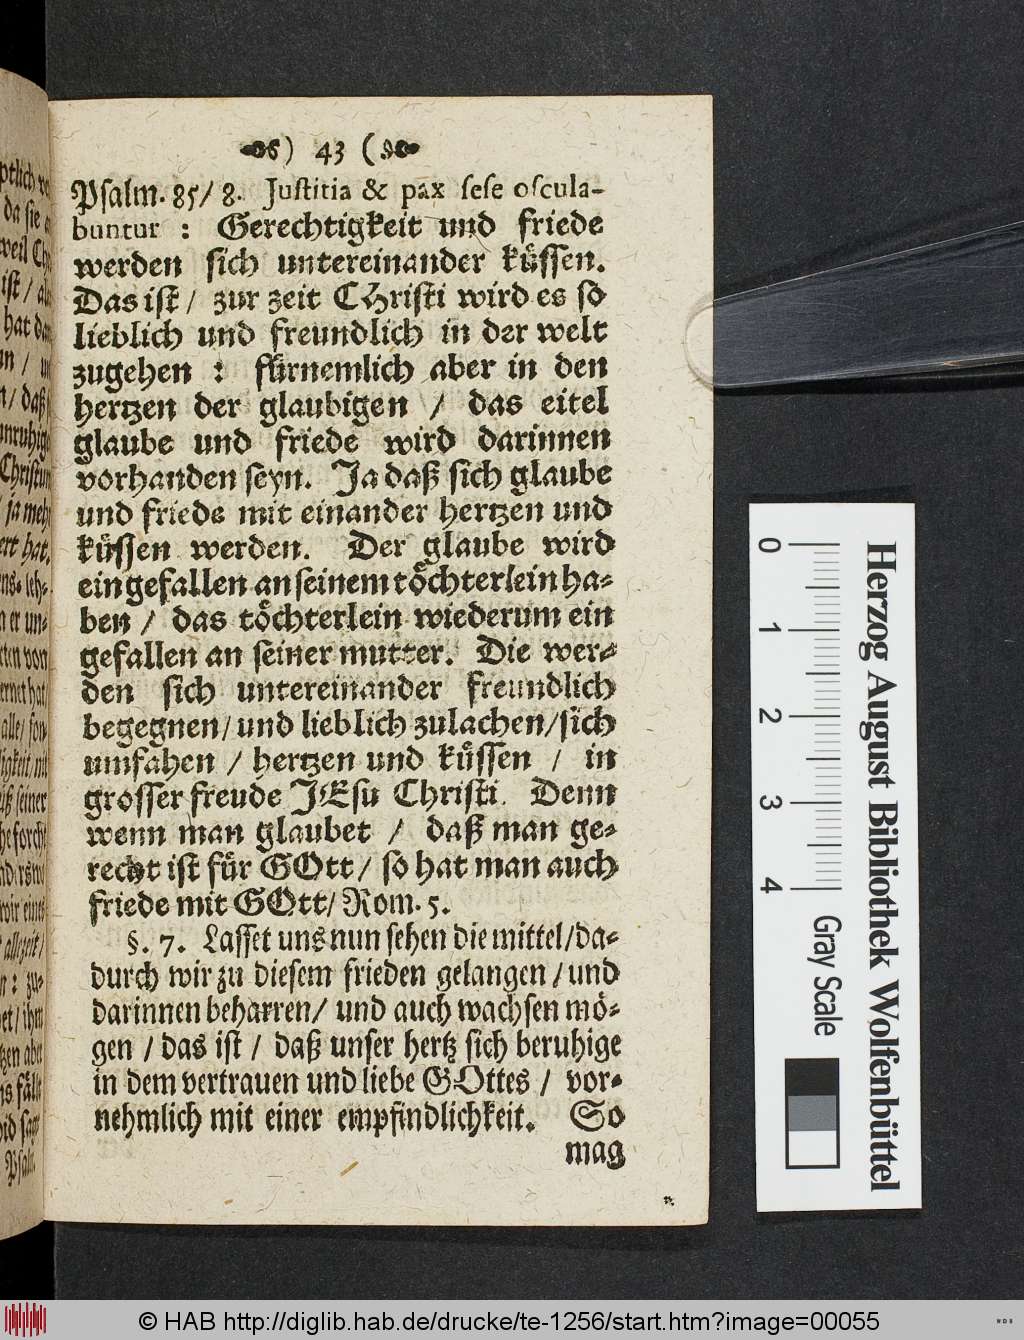 ) 43 (
Psalm. 85/ 8. Justitia & pax sese oscula-
buntur : Gerechtigkeit und friede
werden sich untereinander küssen.
Das ist/ zur zeit CHristi wird es so
lieblich und freundlich in der welt
zugehen : fürnemlich aber in den
hertzen der glaubigen / das eitel
glaube und friede wird darinnen
vorhanden seyn. Ja daß sich glaube
und friede mit einander hertzen und
küssen werden. Der glaube wird
ein gefallen an seinem töchterlein ha-
ben / das töchterlein wiederum ein
gefallen an seiner mutter. Die wer-
den sich untereinander freundlich
begegnen/ und lieblich zulachen/ sich
umfahen / hertzen und küssen / in
grosser freude JEsu Christi. Denn
wenn man glaubet / daß man ge-
recht ist für GOtt/ so hat man auch
friede mit GOtt/ Rom. 5.
§. 7. Lasset uns nun sehen die mittel/ da-
durch wir zu diesem frieden gelangen / und
darinnen beharren/ und auch wachsen mö-
gen / das ist / daß unser hertz sich beruhige
in dem vertrauen und liebe GOttes / vor-
nehmlich mit einer empfindlichkeit. So
mag
0 1 2 3 4
Herzog August Bibliothek Wolfenbüttel
Gray Scale
© HAB http://diglib.hab.de/drucke/te-1256/start.htm?image=00055